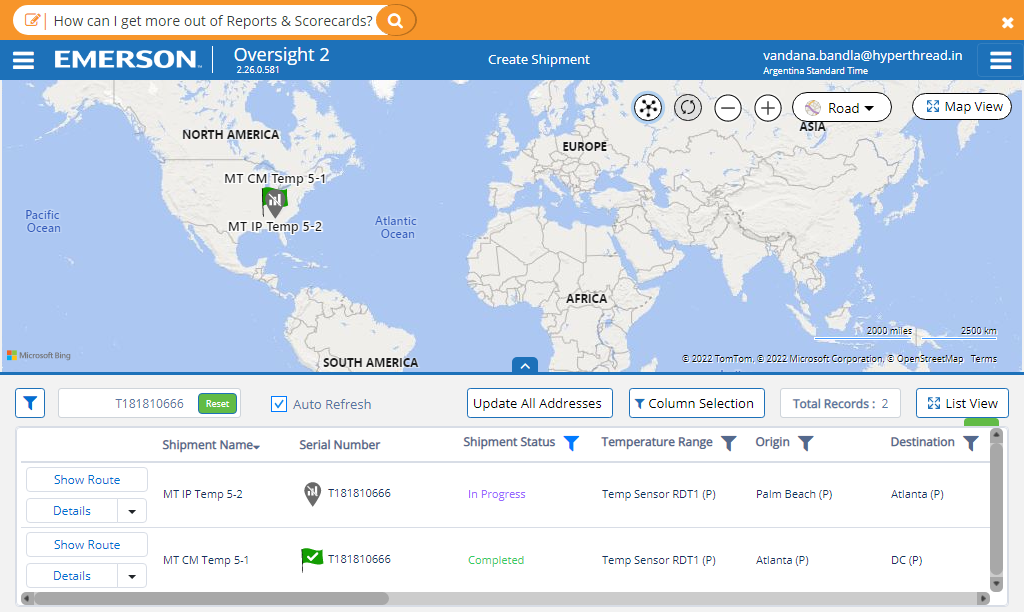 How can I get more out of Reports & Scorecards?
EMERSON
Oversight 2
2.26.0.581
Create Shipment
vandana.bandla@hyperthread.in
Argentina Standard Time
Road
Map View
NORTH AMERICA
EUROPE
ASIA
MT CM Temp 5-1
MT IP Temp 5-2
Pacific
Ocean
Atlantic
Ocean
AFRICA
SOUTH AMERICA
2000 miles
2500 km
Microsoft Bing
© 2022 TomTom, © 2022 Microsoft Corporation, © OpenStreetMap Terms
T181810666
Reset
Auto Refresh
Update All Addresses
Column Selection
Total Records : 2
List View
Shipment Name
Serial Number
Shipment Status
Temperature Range
Origin
Destination
Show Route
Details
MT IP Temp 5-2
T181810666
In Progress
Temp Sensor RDT1 (P)
Palm Beach (P)
Atlanta (P)
Show Route
Details
MT CM Temp 5-1
T181810666
Completed
Temp Sensor RDT1 (P)
Atlanta (P)
DC (P)